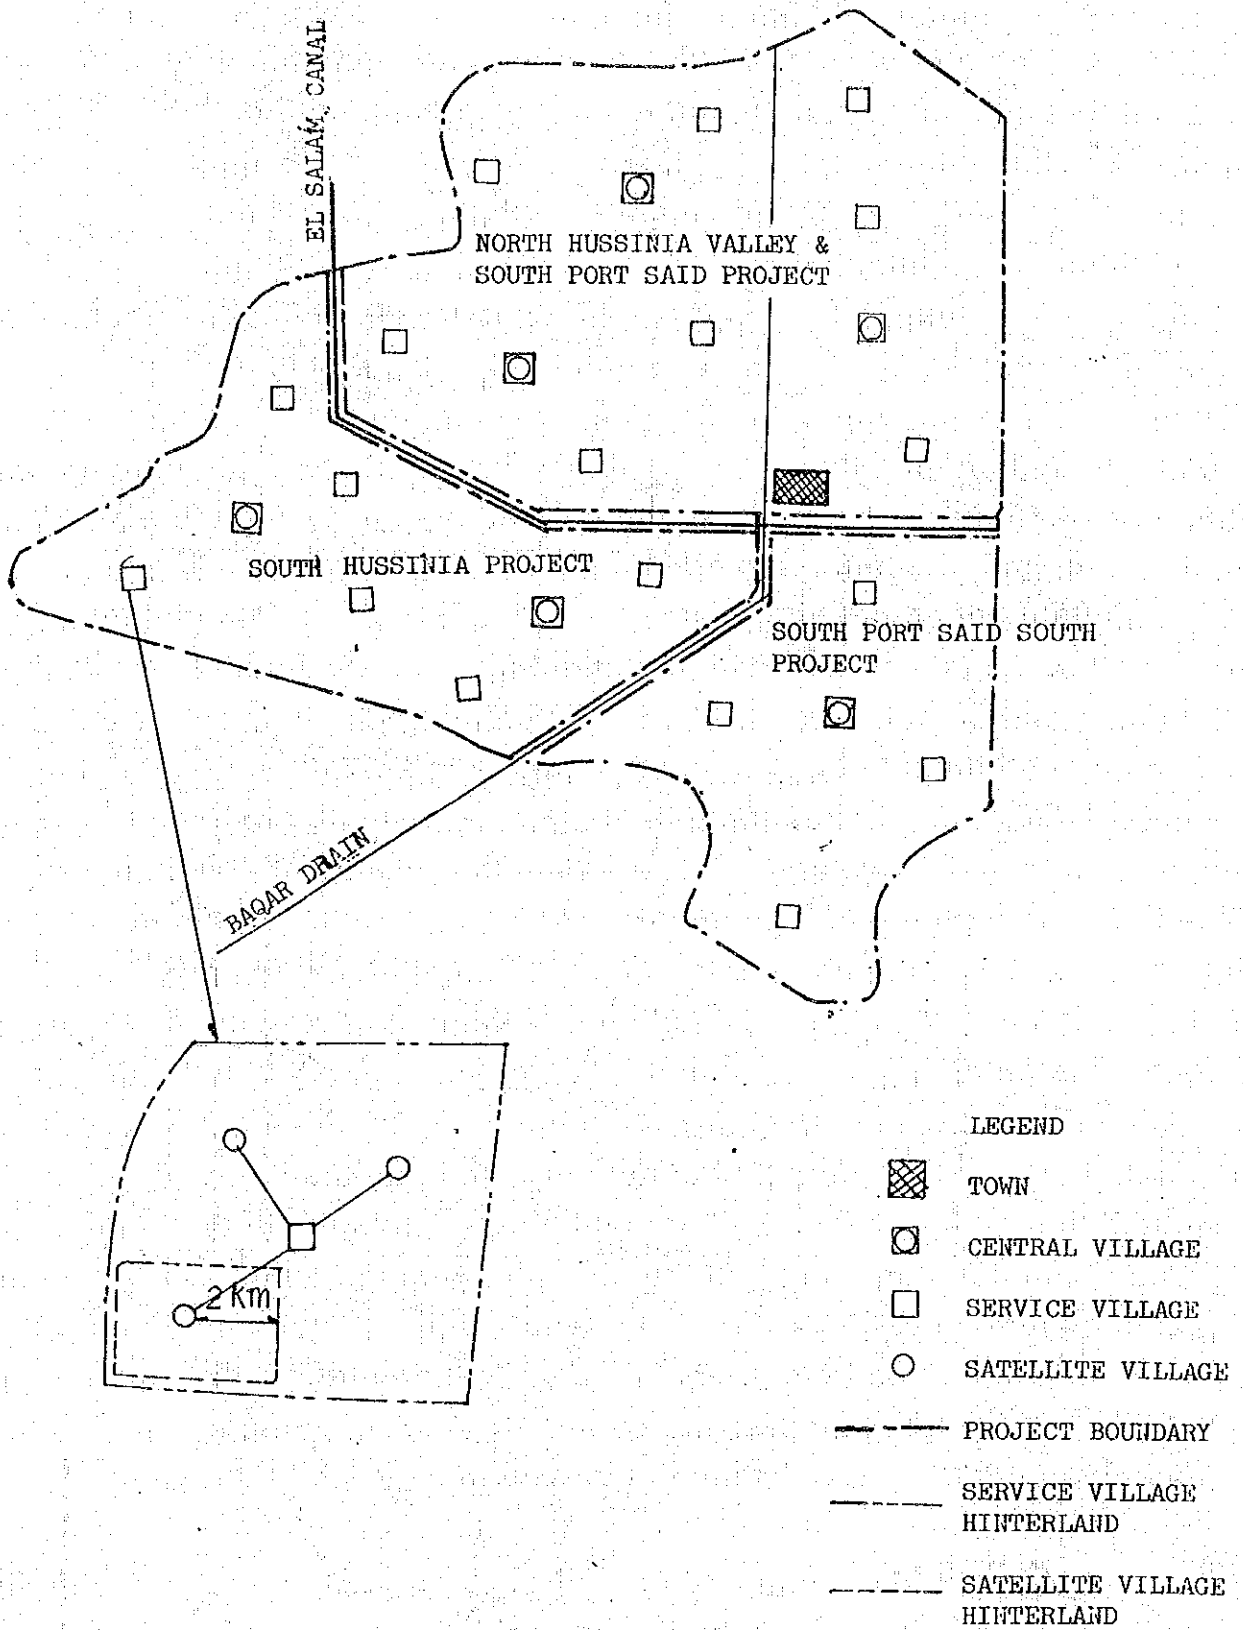 EL SALAM CANAL
NORTH HUSSINIA VALLEY &
SOUTH PORT SAID PROJECT
SOUTH HUSSINIA PROJECT
SOUTH PORT SAID SOUTH
PROJECT
BAQAR DRAIN
2 km
LEGEND
TOWN
CENTRAL VILLAGE
SERVICE VILLAGE
SATELLITE VILLAGE
PROJECT BOUNDARY
SERVICE VILLAGE
HINTERLAND
SATELLITE VILLAGE
HINTERLAND